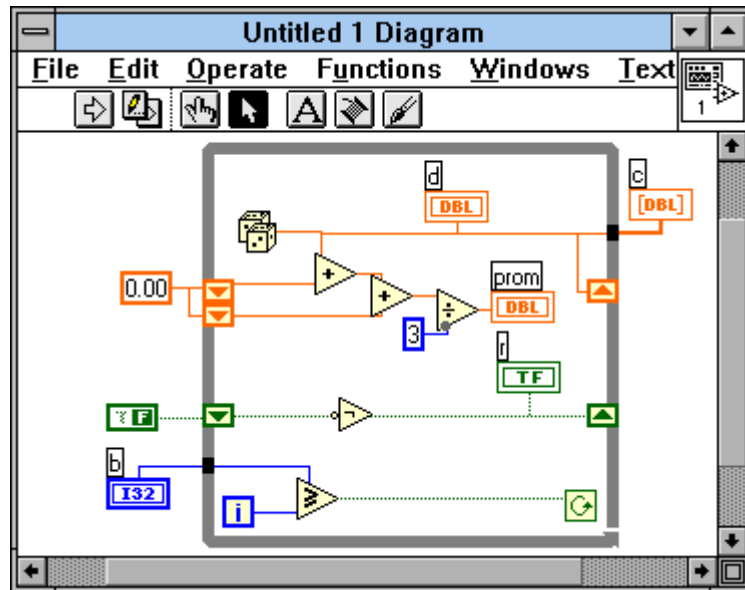 Untitled 1 Diagram
File Edit Operate Functions Windows Text
1
A
d
DBL
c
[DBL]
0.00
+
+
÷
3
prom
DBL
r
TF
F
¬
b
I32
i
≥